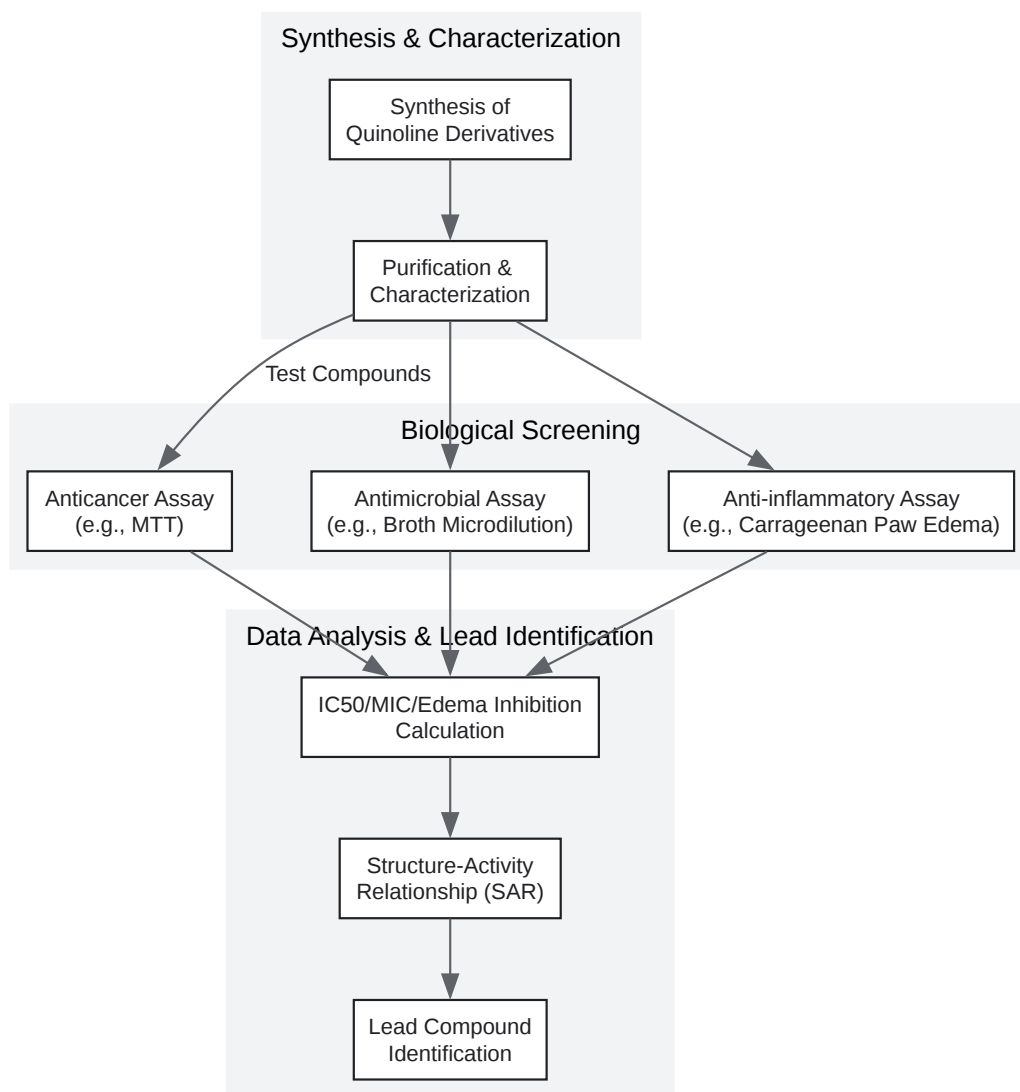 Synthesis & Characterization
Synthesis of
Quinoline Derivatives
Purification &
Characterization
Test Compounds
Biological Screening
Anticancer Assay
(e.g., MTT)
Antimicrobial Assay
(e.g., Broth Microdilution)
Anti-inflammatory Assay
(e.g., Carrageenan Paw Edema)
Data Analysis & Lead Identification
IC50/MIC/Edema Inhibition
Calculation
Structure-Activity
Relationship (SAR)
Lead Compound
Identification